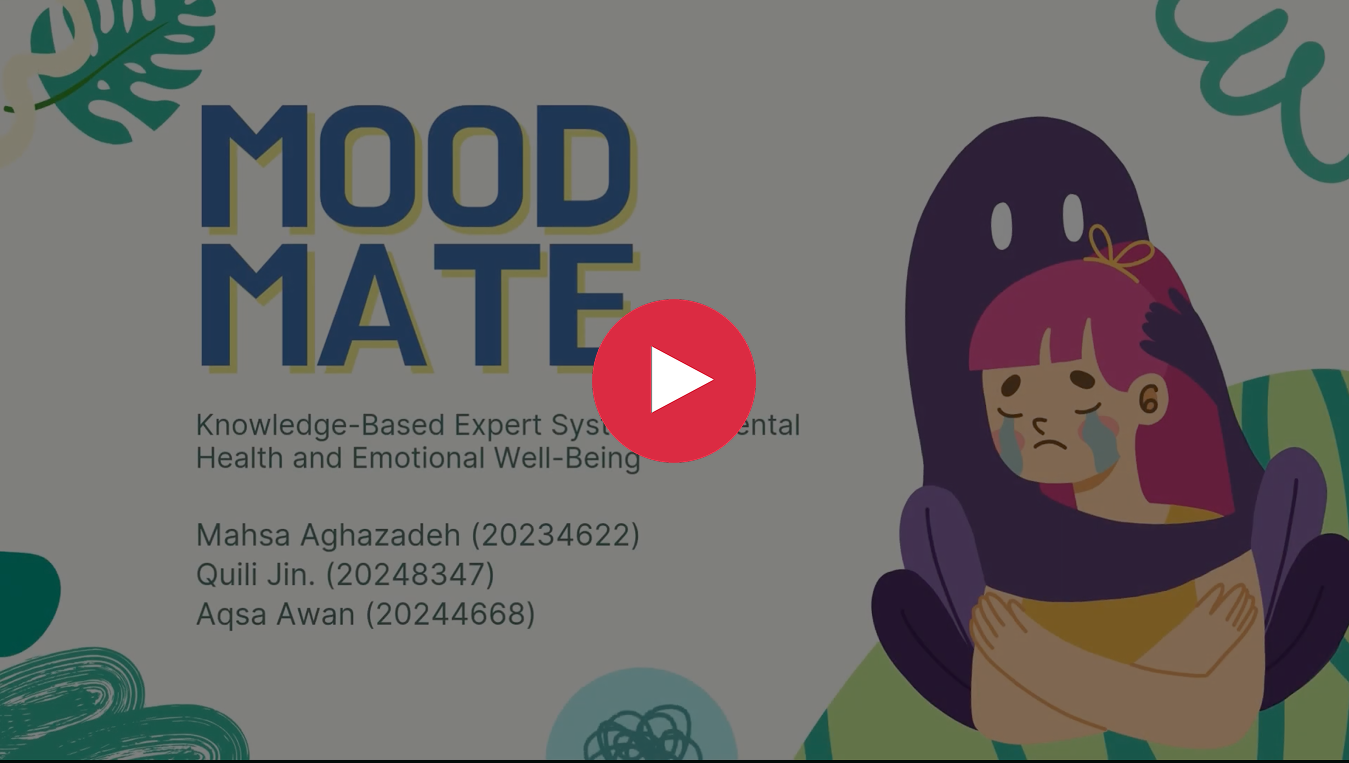 MOOD
MATE
Knowledge-Based Expert Syst
Health and Emotional Well-Being
Mahsa Aghazadeh (20234622)
Quili Jin. (20248347)
Aqsa Awan (20244668)